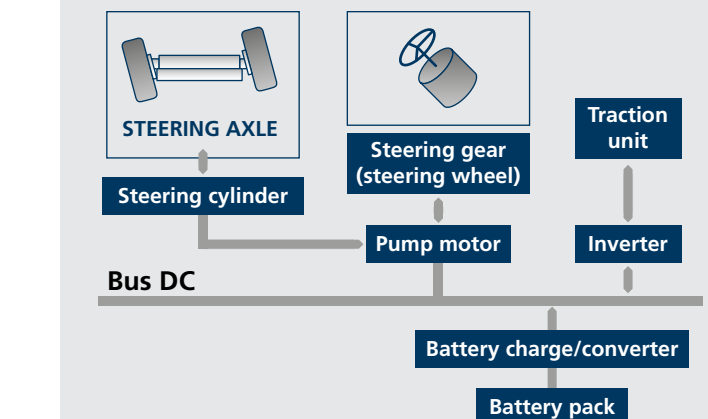 STEERING AXLE
Steering gear
(steering wheel)
Traction
unit
Steering cylinder
Pump motor
Inverter
Bus DC
Battery charge/converter
Battery pack